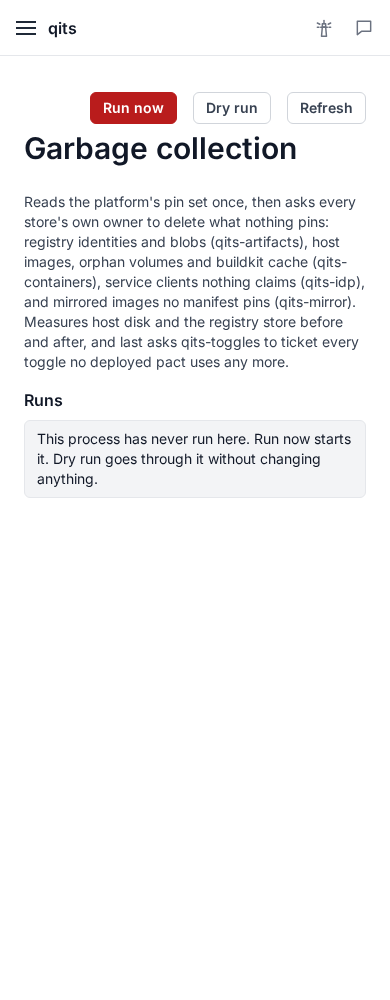 qits
Run now
Dry run
Refresh
Garbage collection
Reads the platform's pin set once, then asks every
store's own owner to delete what nothing pins:
registry identities and blobs (qits-artifacts), host
images, orphan volumes and buildkit cache (qits-
containers), service clients nothing claims (qits-idp),
and mirrored images no manifest pins (qits-mirror).
Measures host disk and the registry store before
and after, and last asks qits-toggles to ticket every
toggle no deployed pact uses any more.
Runs
This process has never run here. Run now starts
it. Dry run goes through it without changing
anything.